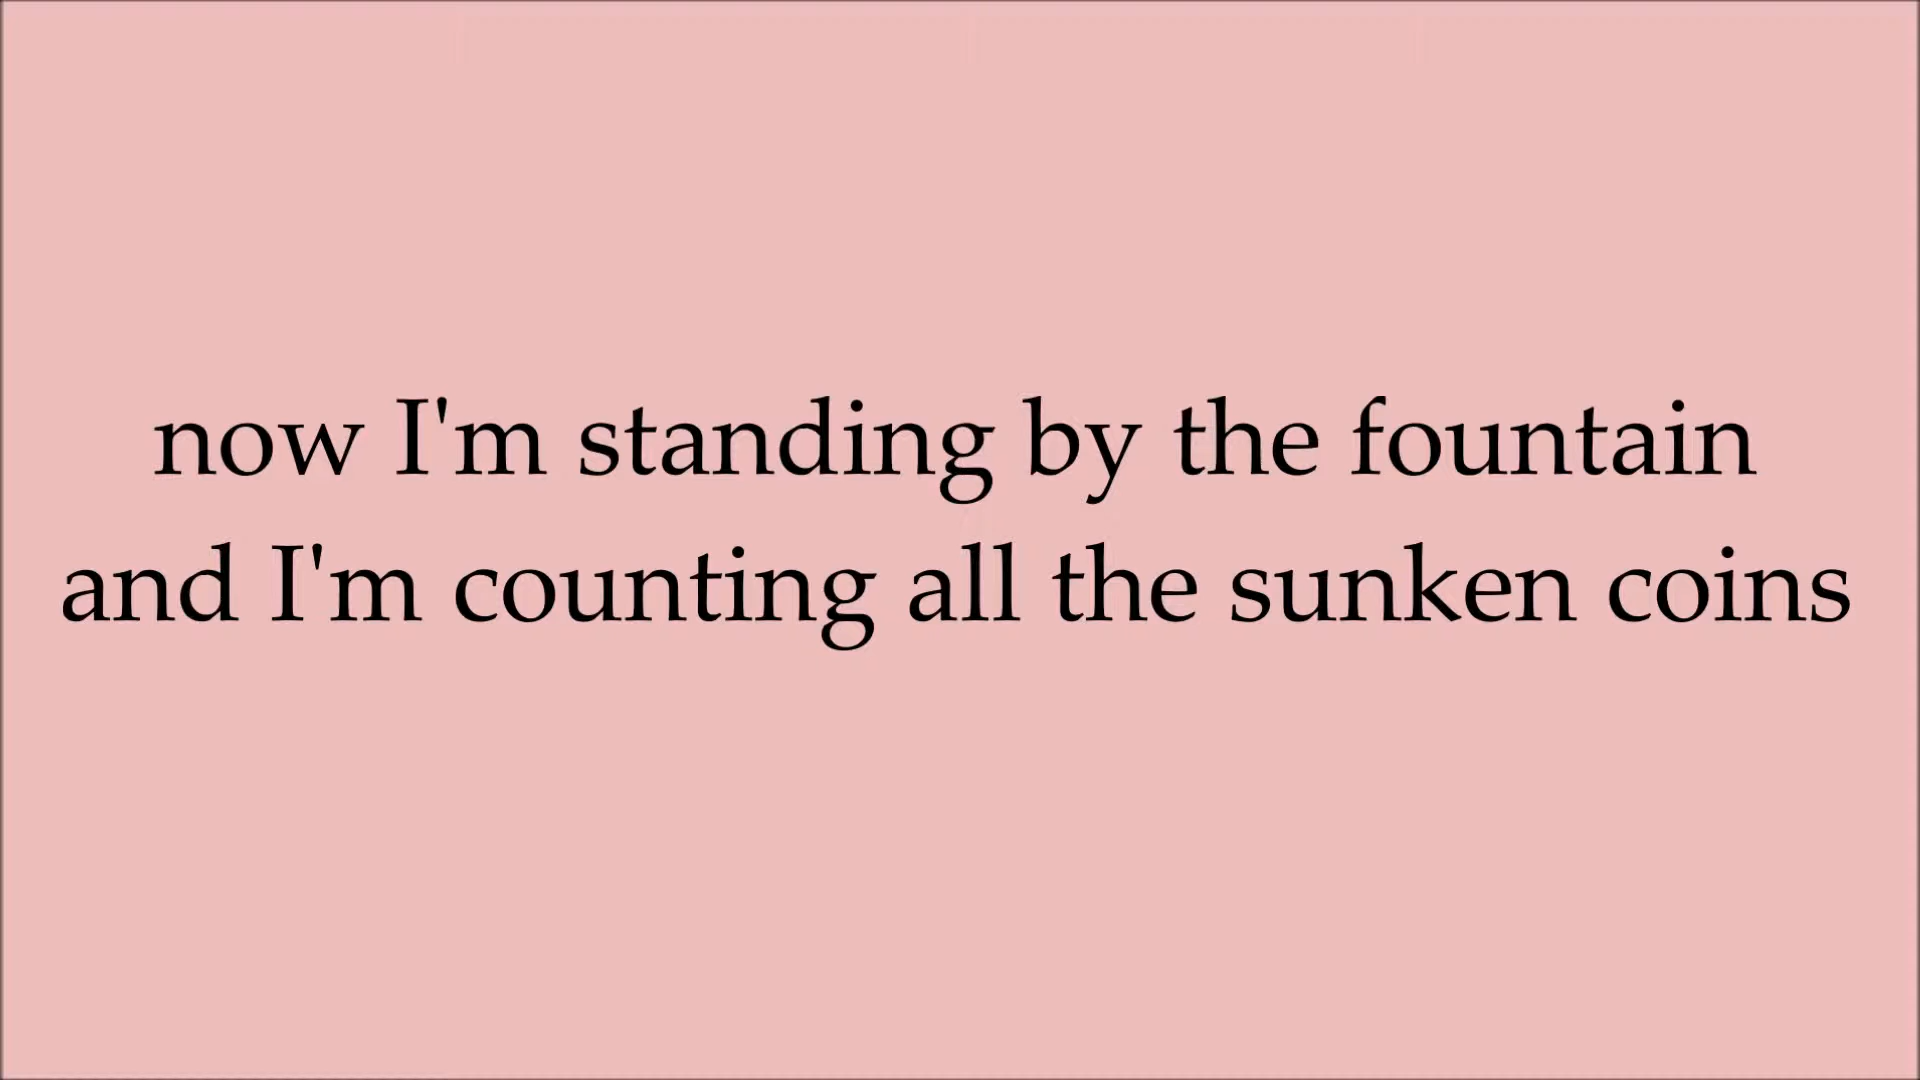 now I'm standing by the fountain
and I'm counting all the sunken coins